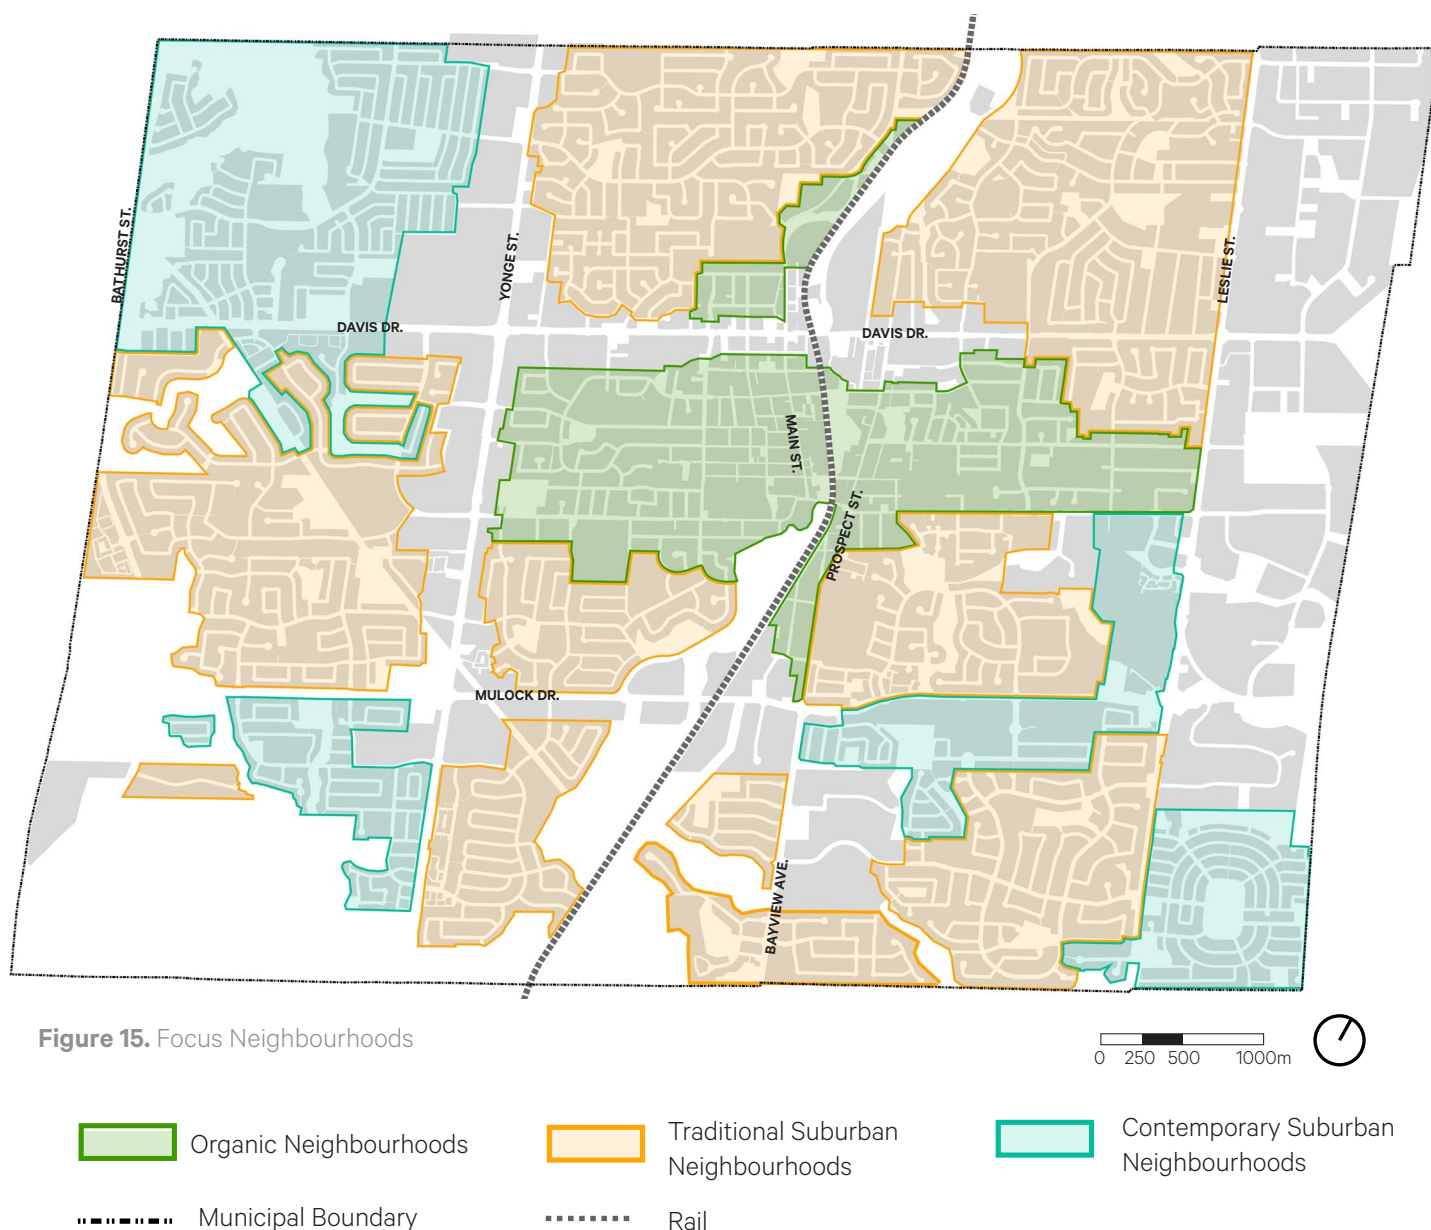 BATHURST ST.
YONGE ST.
LESLIE ST.
DAVIS DR.
DAVIS DR.
MAIN ST.
PROSPECT ST.
MULOCK DR.
BAYVIEW AVE.
Figure 15. Focus Neighbourhoods
0 250 500 1000m
Organic Neighbourhoods
Traditional Suburban
Neighbourhoods
Contemporary Suburban
Neighbourhoods
Municipal Boundary
Rail